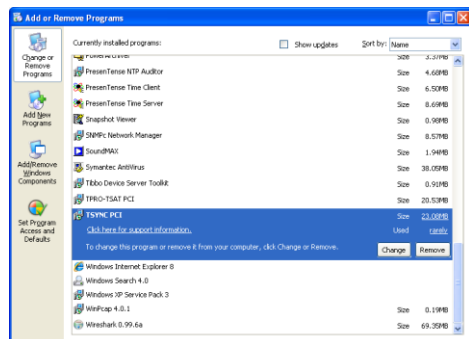 Add or Remove Programs
Change or
Remove
Programs
Add New
Programs
Add/Remove
Windows
Components
Set Program
Access and
Defaults
Currently installed programs:
Show updates
Sort by: Name
PowerArchiver Size 3.37MB
PresenTense NTP Auditor Size 4.68MB
PresenTense Time Client Size 6.50MB
PresenTense Time Server Size 8.69MB
Snapshot Viewer Size 0.98MB
SNMPc Network Manager Size 8.57MB
SoundMAX Size 1.94MB
Symantec AntiVirus Size 38.05MB
Tibbo Device Server Toolkit Size 0.91MB
TPRO-TSAT PCI Size 20.53MB
TSYNC PCI Size 23.08MB
Click here for support information. Used rarely
To change this program or remove it from your computer, click Change or Remove. Change Remove
Windows Internet Explorer 8
Windows Search 4.0
Windows XP Service Pack 3
WinPcap 4.0.1 Size 0.19MB
Wireshark 0.99.6a Size 69.35MB